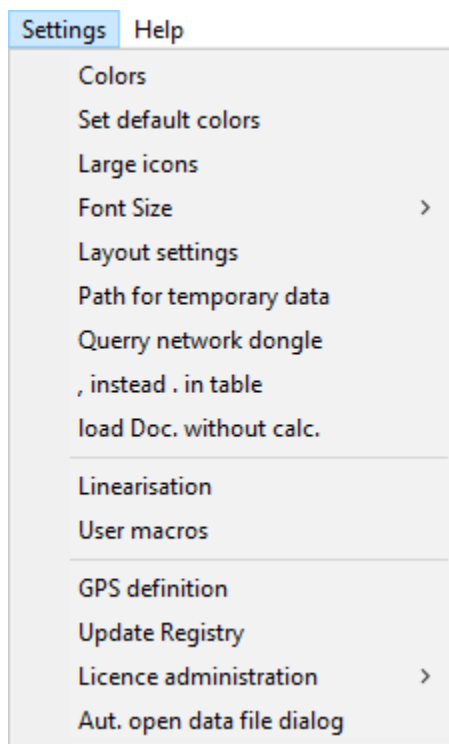 Settings Help
Colors
Set default colors
Large icons
Font Size
Layout settings
Path for temporary data
Querry network dongle
, instead . in table
load Doc. without calc.
Linearisation
User macros
GPS definition
Update Registry
Licence administration
Aut. open data file dialog